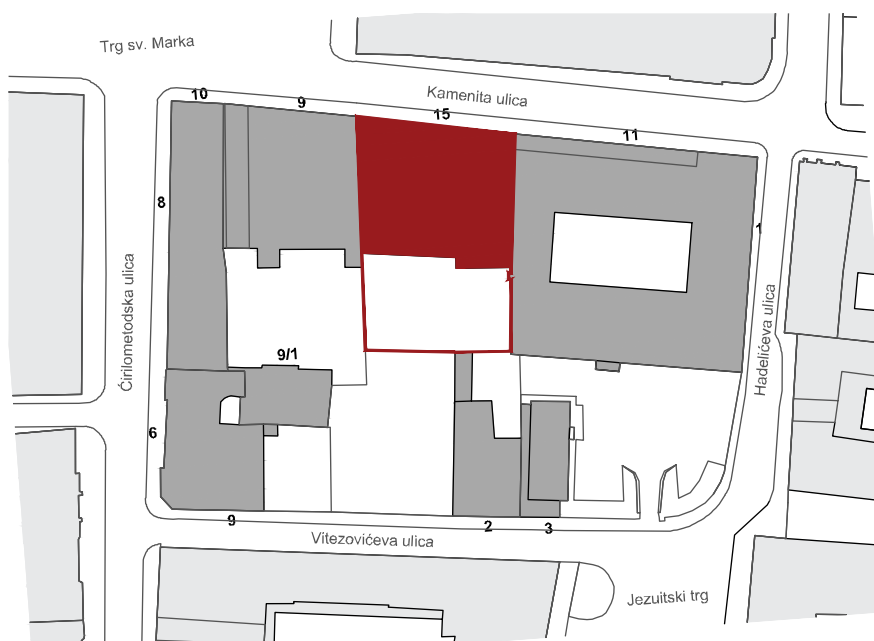 Trg sv. Marka
Kamenita ulica
10
9
15
11
8
1
Ćirilometodska ulica
Hadelićeva ulica
9/1
6
9
2
3
Vitezovićeva ulica
Jezuitski trg